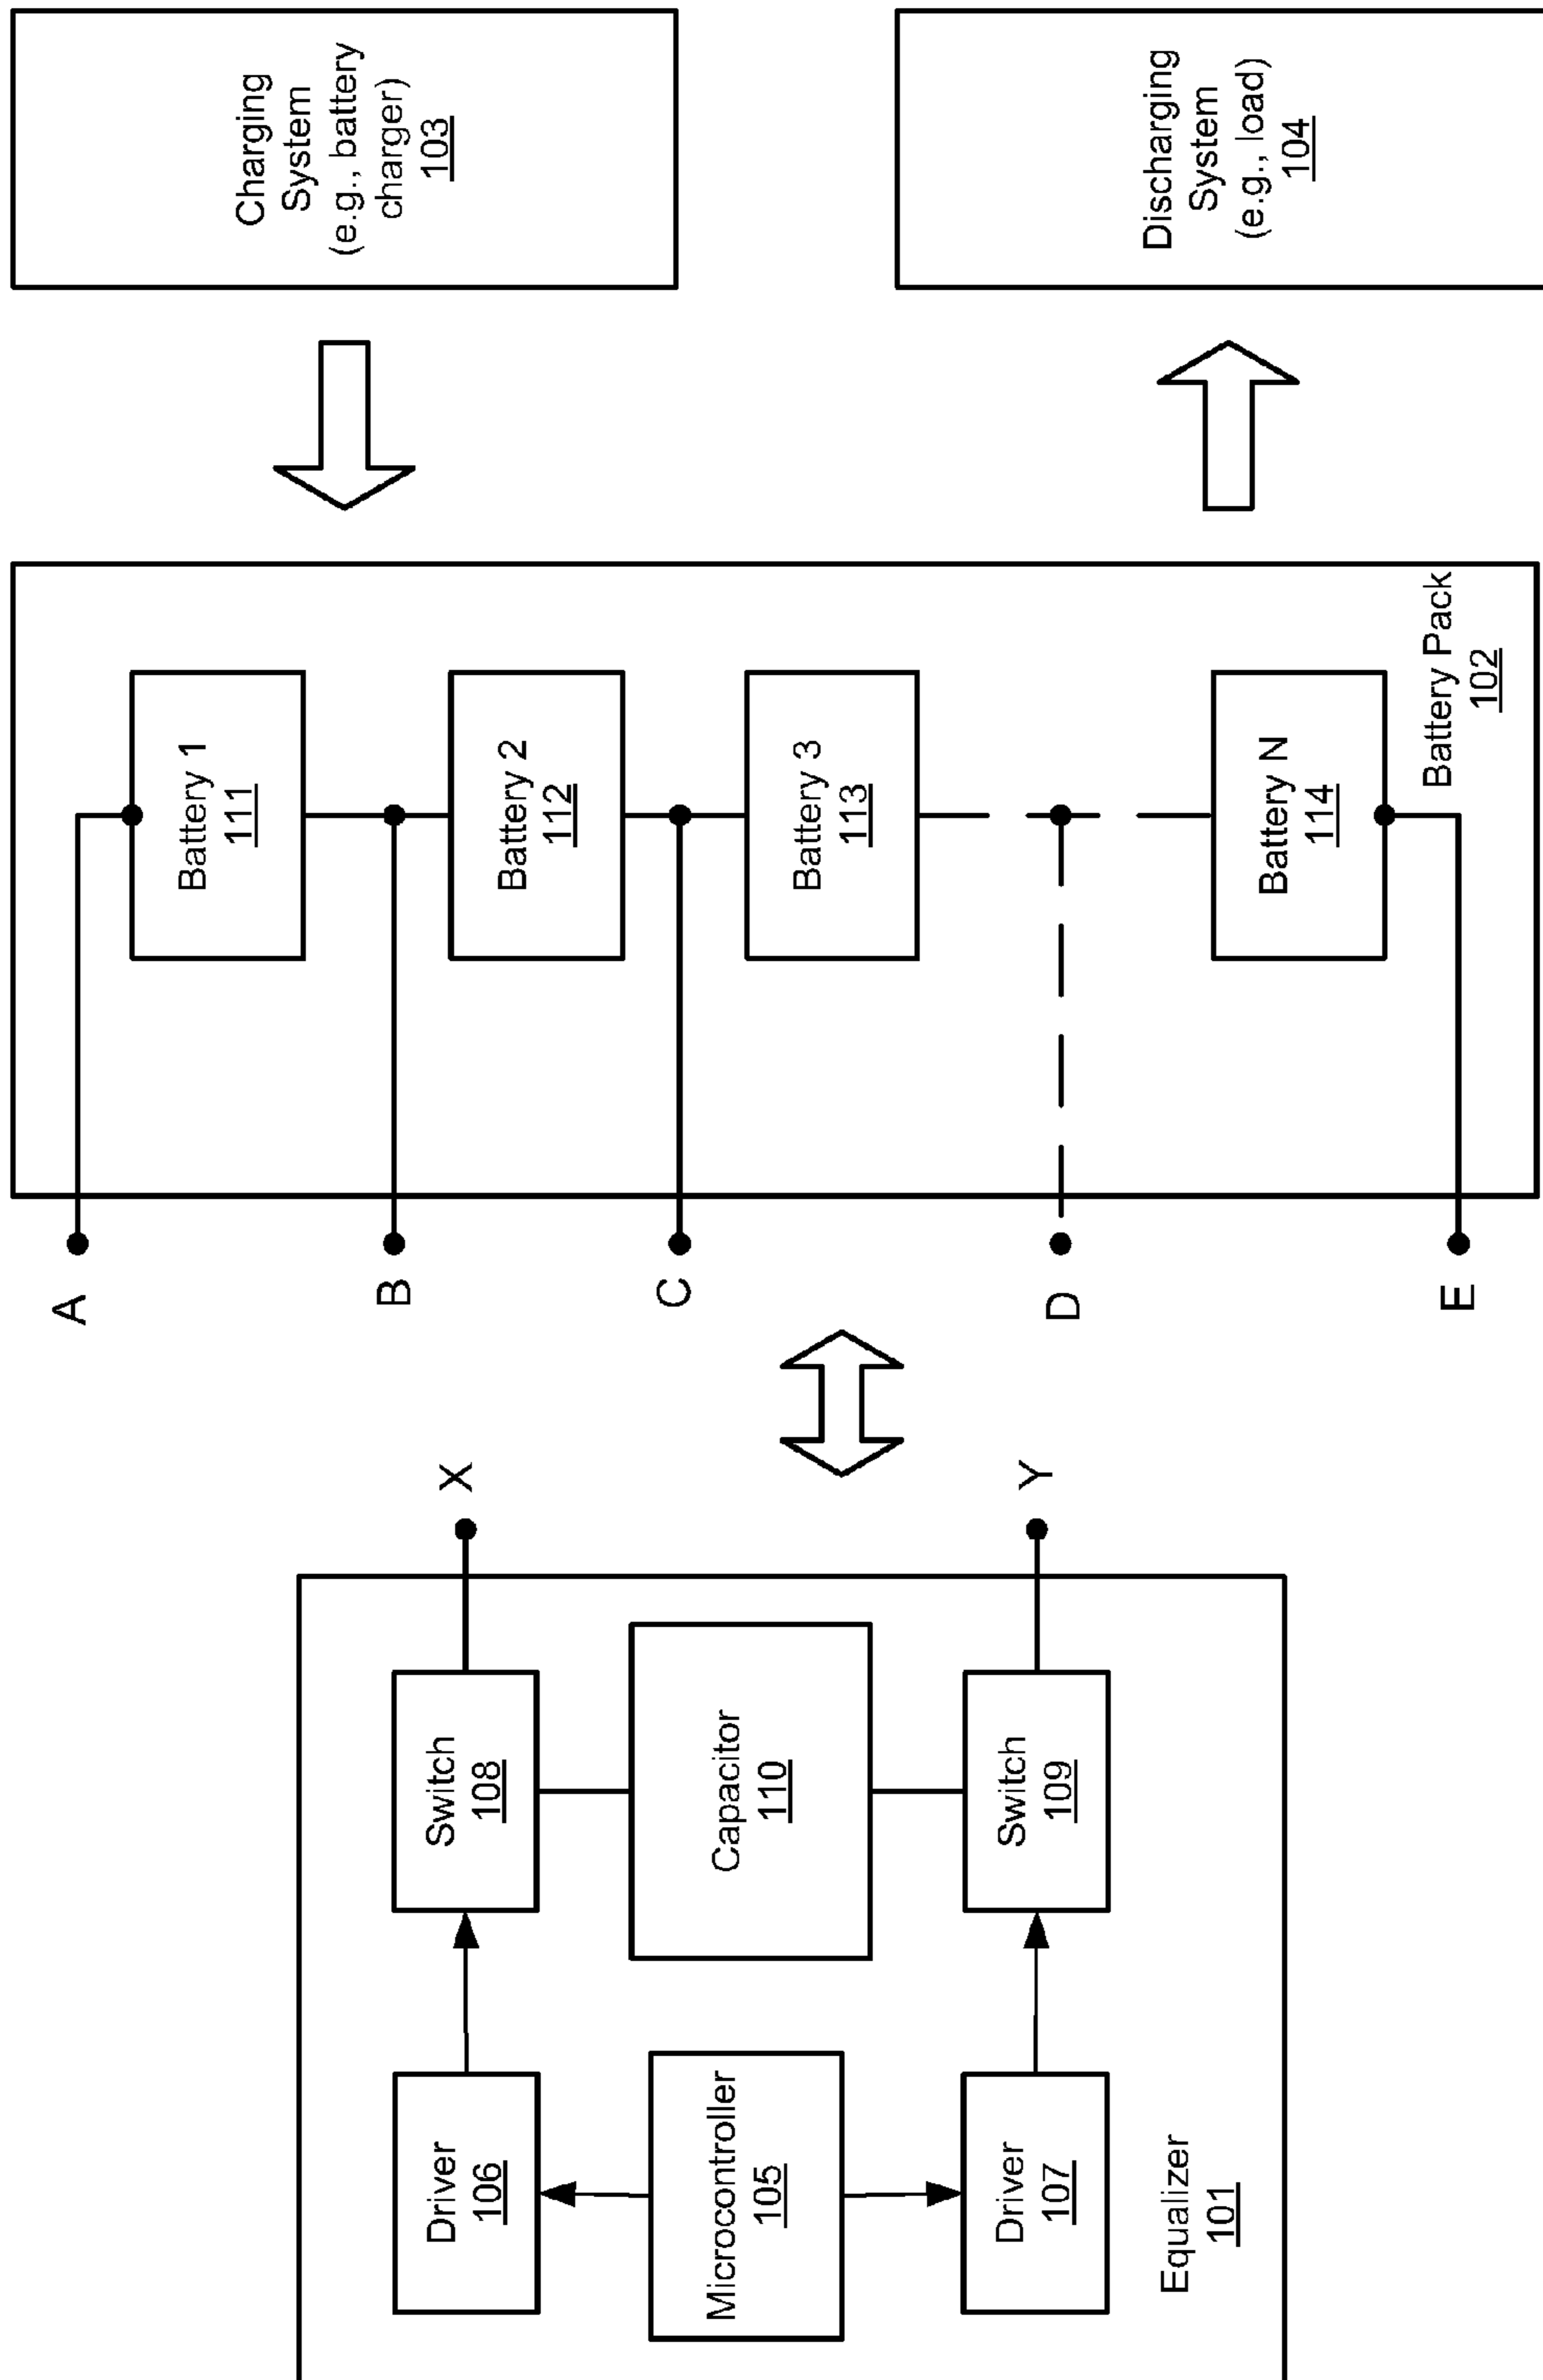 Driver
106
Microcontroller
105
Driver
107
Equalizer
101
Switch
108
Capacitor
110
Switch
109
X
Y
A
B
C
D
E
Battery 1
111
Battery 2
112
Battery 3
113
Battery N
114
Battery Pack
102
Charging
System
(e.g., battery
charger)
103
Discharging
System
(e.g., load)
104